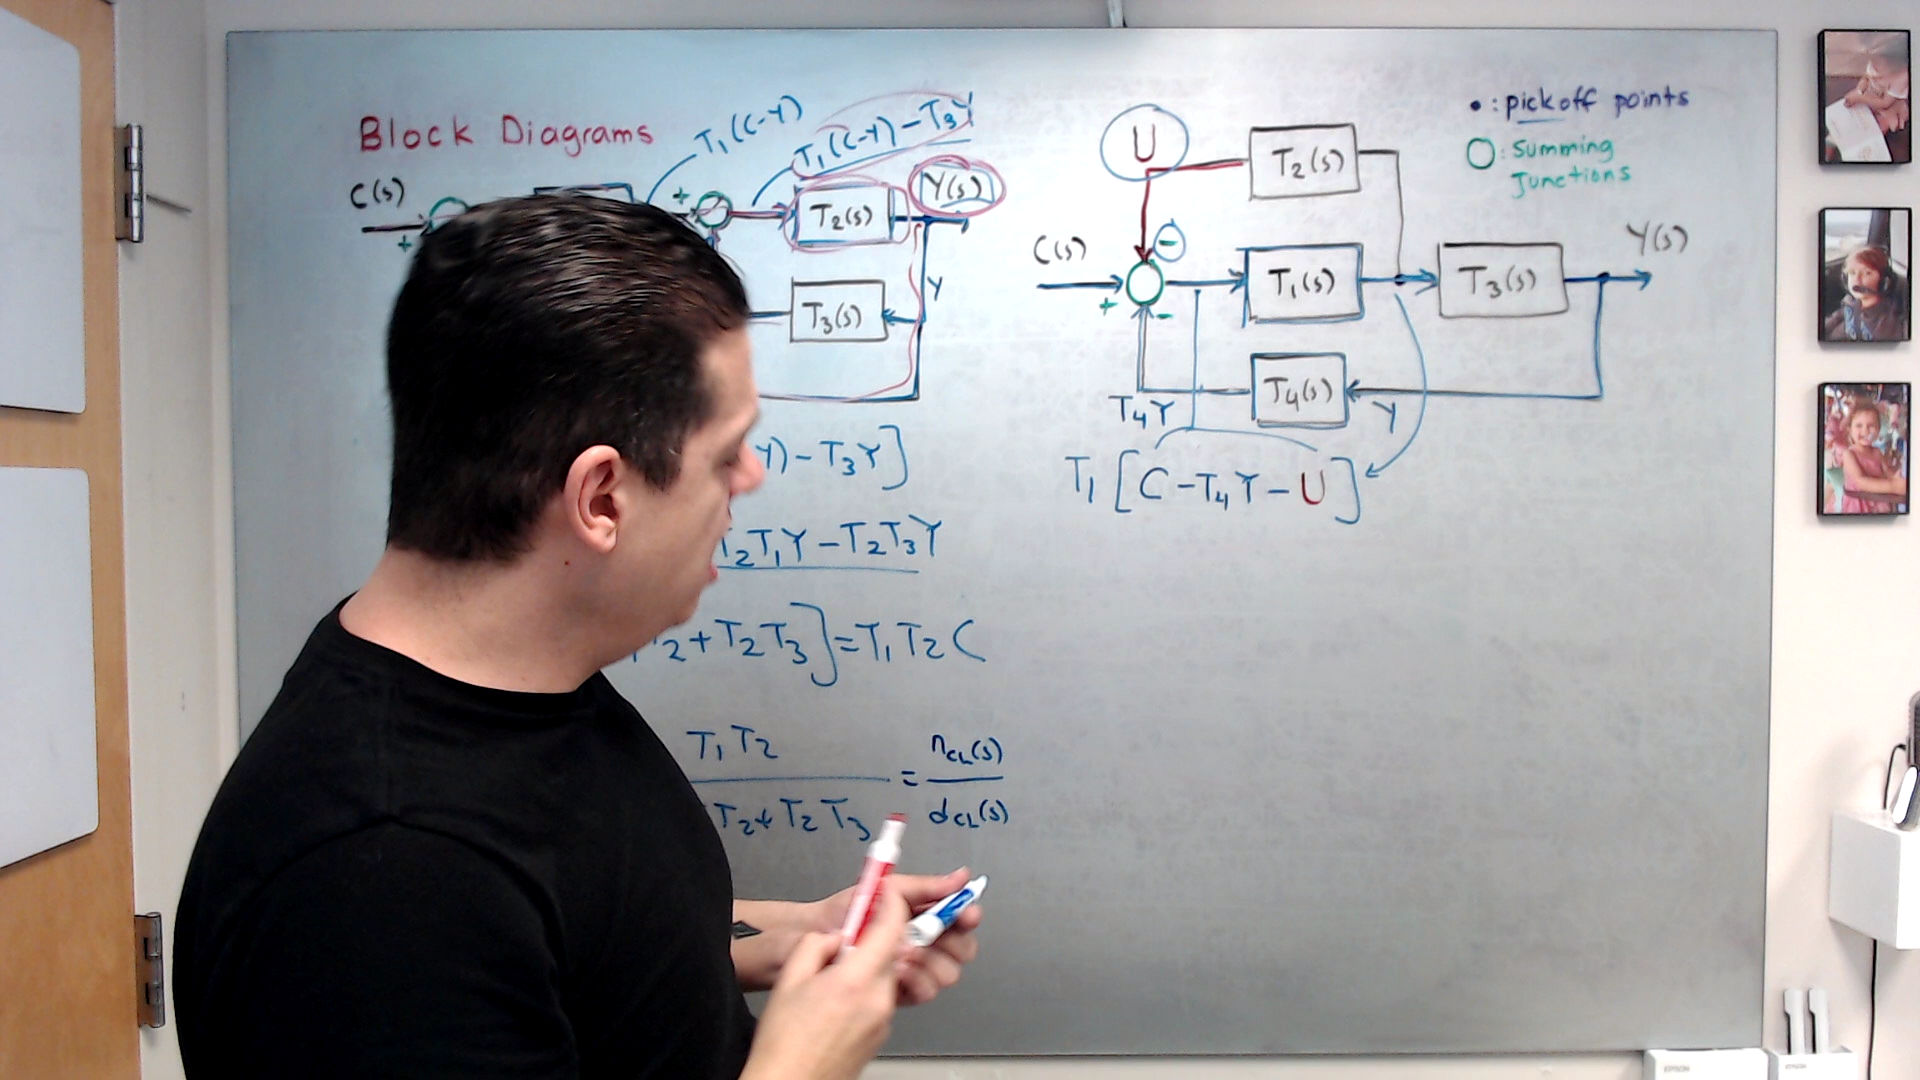 Block Diagrams
T₁(C-Y)
T₁(C-Y)-T₃Y
C(s)
+
+
T₂(s)
Y(s)
T₃(s)
Y
Y)-T₃Y]
T₂T₁Y-T₂T₃Y
₂+T₂T₃]=T₁T₂C
T₁T₂
T₂+T₂T₃
=
n_CL(s)
d_CL(s)
U
T₂(s)
•: pickoff points
O: Summing
Junctions
C(s)
+
-
-
T₁(s)
T₃(s)
Y(s)
T₄(s)
T₄Y
Y
T₁[C-T₄Y-U]